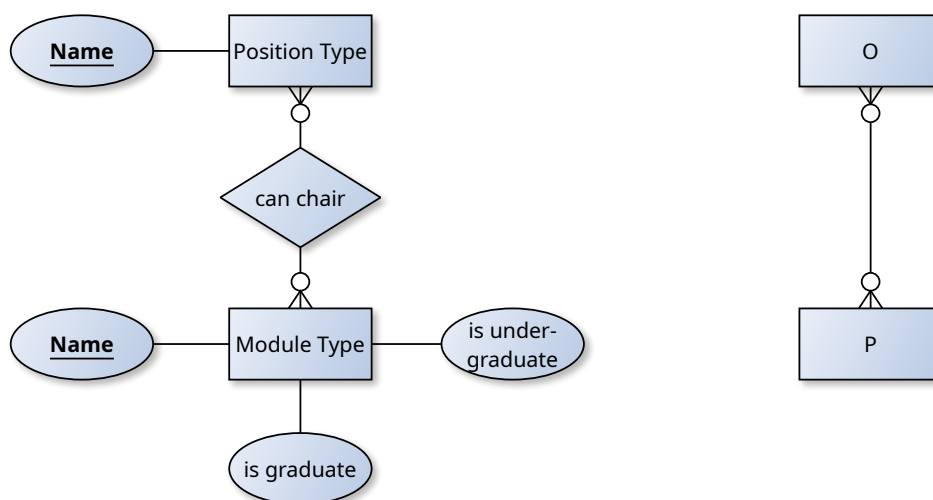 Name
Position Type
O
can chair
Name
Module Type
is under-
graduate
P
is graduate